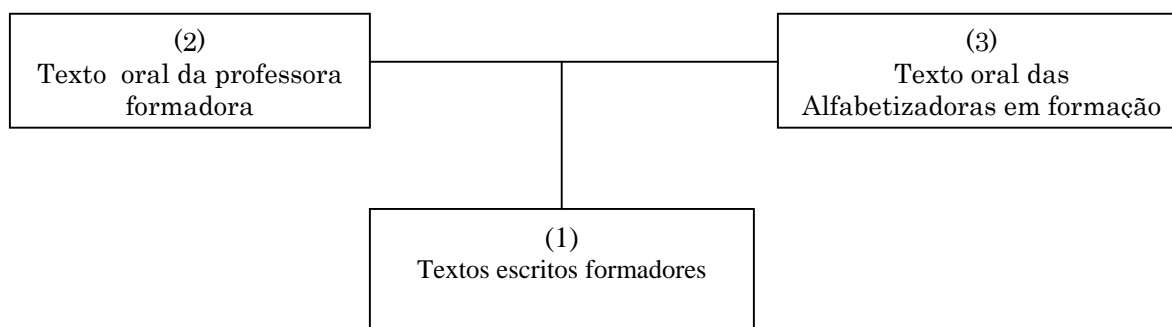 (2)
Texto oral da professora
formadora
(3)
Texto oral das
Alfabetizadoras em formação
(1)
Textos escritos formadores